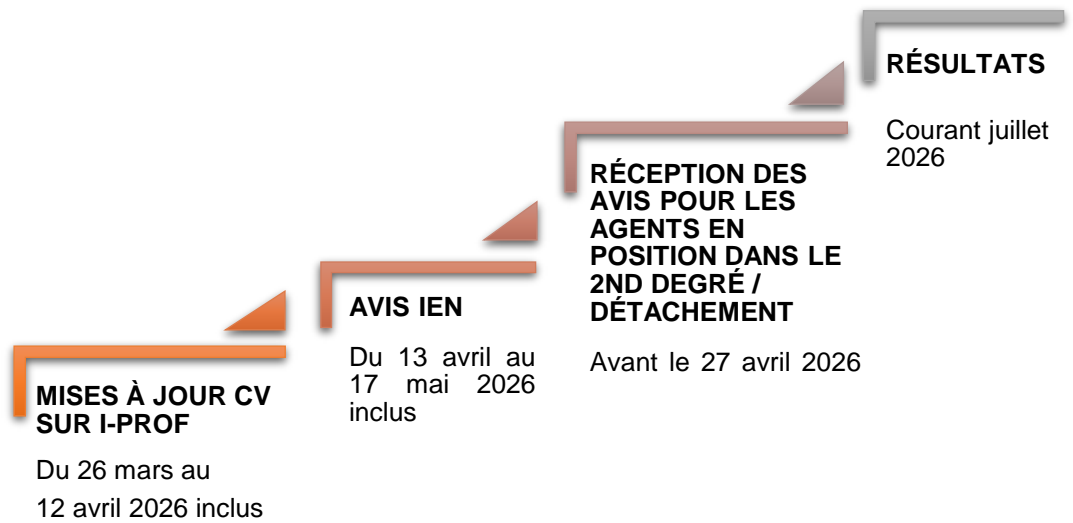 MISES À JOUR CV
SUR I-PROF
Du 26 mars au
12 avril 2026 inclus
AVIS IEN
Du 13 avril au
17 mai 2026
inclus
RÉCEPTION DES
AVIS POUR LES
AGENTS EN
POSITION DANS LE
2ND DEGRÉ /
DÉTACHEMENT
Avant le 27 avril 2026
RÉSULTATS
Courant juillet
2026